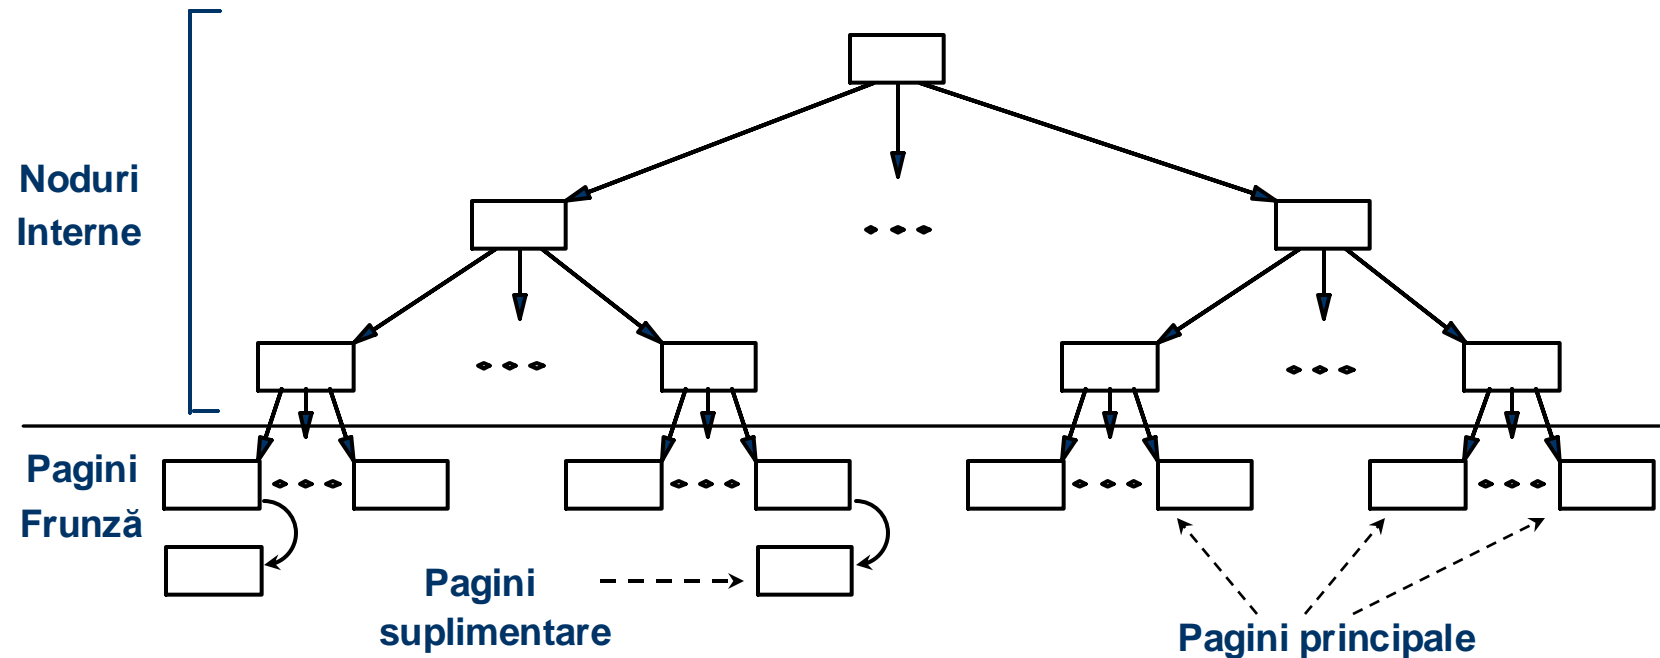 Noduri
Interne
Pagini
Frunză
Pagini
suplimentare
Pagini principale